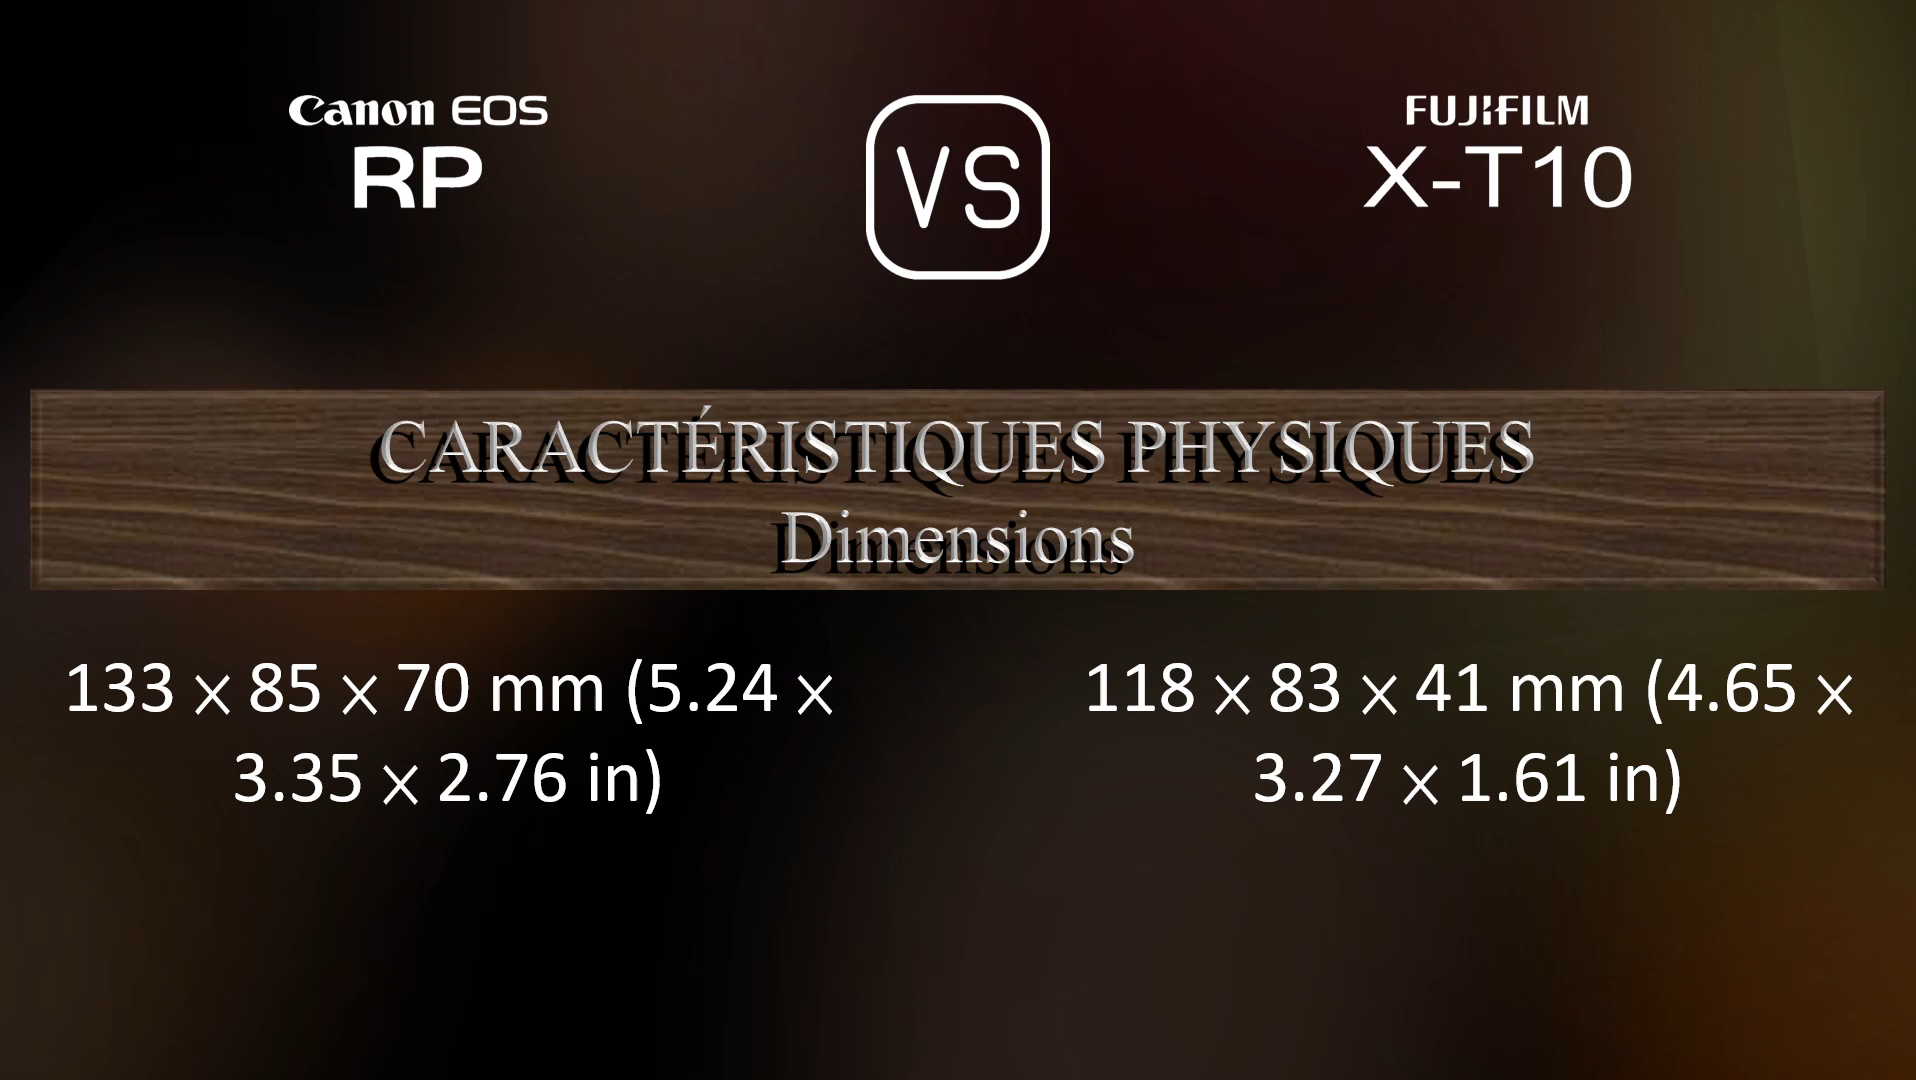 Canon EOS
RP
VS
FUJIFILM
X-T10
CARACTÉRISTIQUES PHYSIQUES
Dimensions
133 x 85 x 70 mm (5.24 x
3.35 x 2.76 in)
118 x 83 x 41 mm (4.65 x
3.27 x 1.61 in)